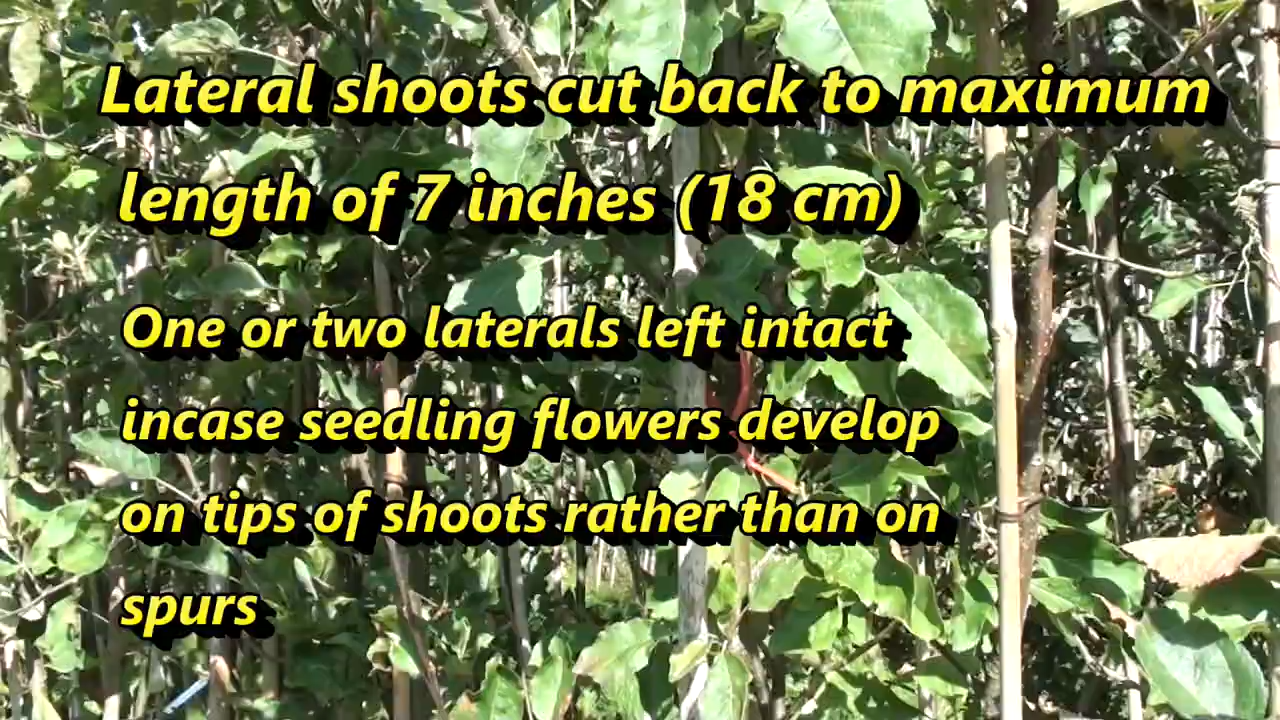 Lateral shoots cut back to maximum
length of 7 inches (18 cm)
One or two laterals left intact
incase seedling flowers develop
on tips of shoots rather than on
spurs